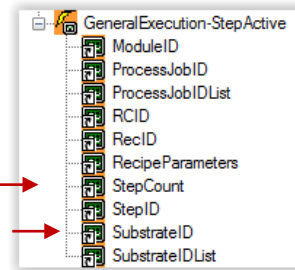 GeneralExecution-StepActive
ModuleID
ProcessJobID
ProcessJobIDList
RCID
RecID
RecipeParameters
StepCount
StepID
SubstrateID
SubstrateIDList